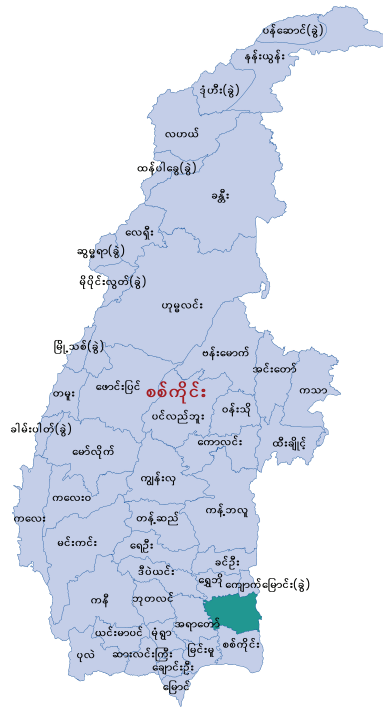 ပန်ဆောင်(ခွဲ)
နန်းယွန်း
ဒုံဟီး(ခွဲ)
လဟယ်
ထန်ပါခွေ(ခွဲ)
ခန္တီး
လေရှီး
ဆွမ္မရာ(ခွဲ)
မိုပိုင်းလွတ်(ခွဲ)
ဟုမ္မလင်း
မြို့သစ်(ခွဲ)
ဗန်းမောက်
အင်းတော်
ကသာ
တမူး
ဖောင်းပြင်
စစ်ကိုင်း
ပင်လည်ဘူး
ဝန်းသို
ခါမ်းပါတ်(ခွဲ)
မော်လိုက်
ကောလင်း
ထီးချိုင့်
ကျွန်းလှ
ကလေးဝ
ကလေး
တန့်ဆည်
ကန့်ဘလူ
မင်းကင်း
ရေဦး
ခင်ဦး
ဒီပဲယင်း
ရွှေဘို
ကျောက်မြောင်း(ခွဲ)
ကနီ
ဘုတလင်
အရာတော်
ယင်းမာပင်
မုံရွာ
ပုလဲ
ဆားလင်းကြီး
မြင်းမူ
စစ်ကိုင်း
ချောင်းဦး
မြောင်